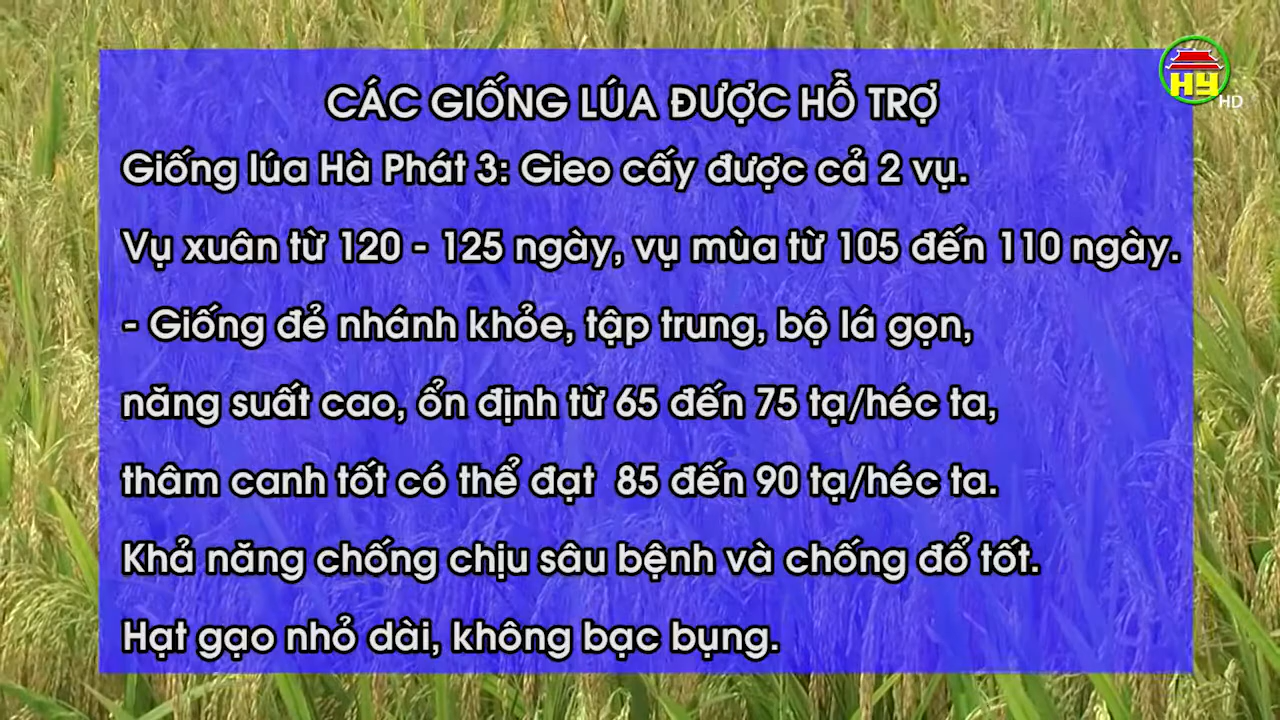 HY
HD
CÁC GIỐNG LÚA ĐƯỢC HỖ TRỢ
Giống lúa Hà Phát 3: Gieo cấy được cả 2 vụ.
Vụ xuân từ 120 - 125 ngày, vụ mùa từ 105 đến 110 ngày.
- Giống đẻ nhánh khỏe, tập trung, bộ lá gọn,
năng suất cao, ổn định từ 65 đến 75 tạ/héc ta,
thâm canh tốt có thể đạt  85 đến 90 tạ/héc ta.
Khả năng chống chịu sâu bệnh và chống đổ tốt.
Hạt gạo nhỏ dài, không bạc bụng.